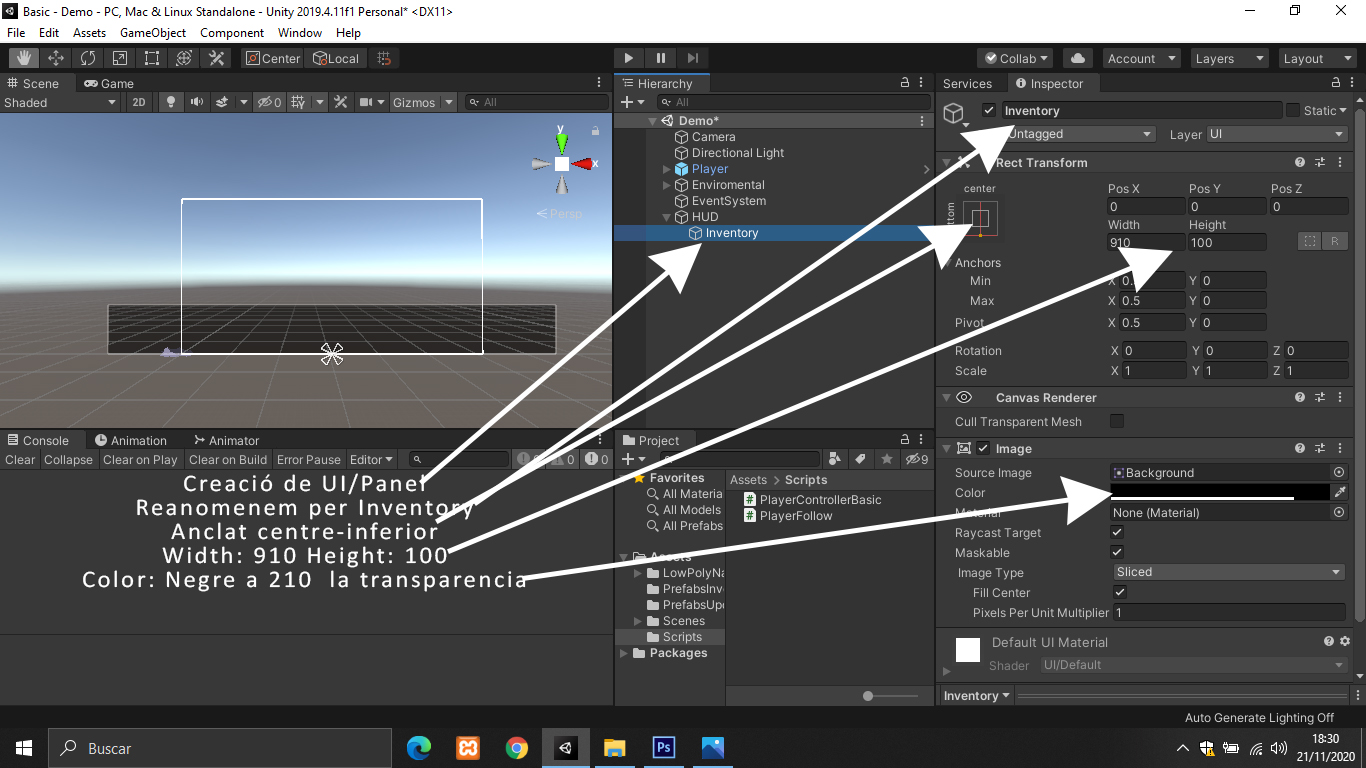 Basic - Demo - PC, Mac & Linux Standalone - Unity 2019.4.11f1 Personal* <DX11>
File Edit Assets GameObject Component Window Help
Center Local Collab Account Layers Layout
Scene Game
Shaded 2D 0 Gizmos All
Hierarchy
All
Demo*
Camera
Directional Light
Player
Enviromental
EventSystem
HUD
Inventory
y
x
Persp
Services Inspector
Inventory Static
Untagged Layer UI
Rect Transform
center
Pos X Pos Y Pos Z
0 0 0
Width Height
910 100 R
Anchors
Min X Y 0
Max X 0.5 Y 0
Pivot X 0.5 Y 0
Rotation X 0 Y 0 Z 0
Scale X 1 Y 1 Z 1
Canvas Renderer
Cull Transparent Mesh
Image
Source Image Background
Color
Material None (Material)
Raycast Target
Maskable
Image Type Sliced
Fill Center
Pixels Per Unit Multiplier 1
Default UI Material
Shader UI/Default
Inventory
Console Animation Animator
Clear Collapse Clear on Play Clear on Build Error Pause Editor 0 0
Creació de UI/Panel
Reanomenem per Inventory
Anclat centre-inferior
Width: 910 Height: 100
Color: Negre a 210 la transparencia
Project
9
Favorites
All Materia
All Models
All Prefabs
Assets
LowPolyNa
PrefabsInv
PrefabsUpd
Scenes
Scripts
Packages
Assets > Scripts
PlayerControllerBasic
PlayerFollow
Auto Generate Lighting Off
Buscar
Ps
18:30
21/11/2020